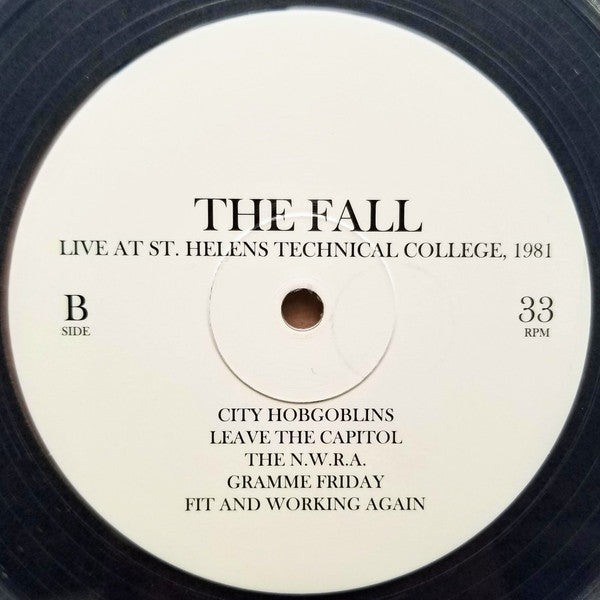 THE FALL
LIVE AT ST. HELENS TECHNICAL COLLEGE, 1981
B
SIDE
33
RPM
CITY HOBGOBLINS
LEAVE THE CAPITOL
THE N.W.R.A.
GRAMME FRIDAY
FIT AND WORKING AGAIN